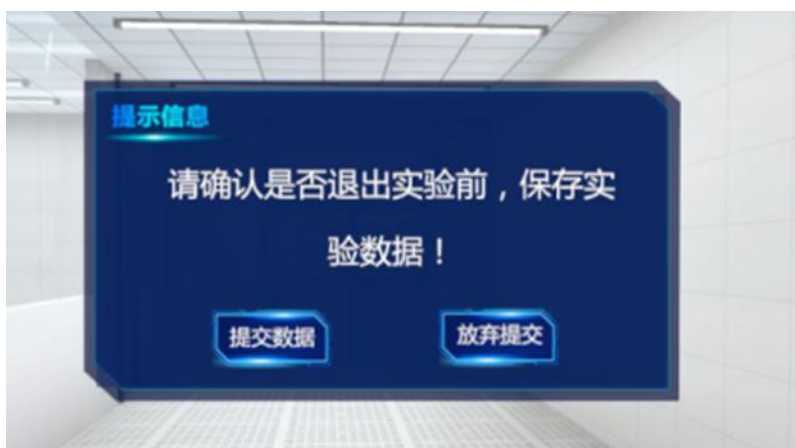 提示信息
请确认是否退出实验前，保存实
验数据！
提交数据
放弃提交